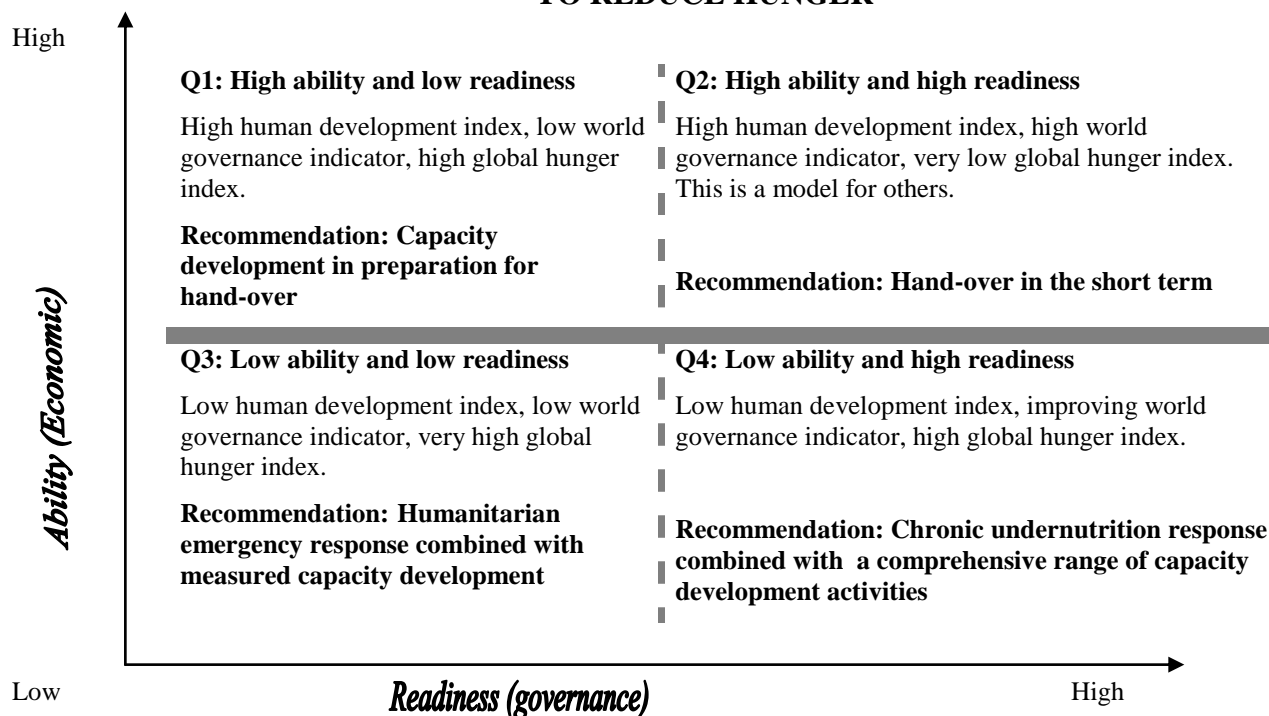 TO REDUCE HUNGER
High
Q1: High ability and low readiness
High human development index, low world
governance indicator, high global hunger
index.
Recommendation: Capacity
development in preparation for
hand-over
Q2: High ability and high readiness
High human development index, high world
governance indicator, very low global hunger index.
This is a model for others.
Recommendation: Hand-over in the short term
Ability (Economic)
Q3: Low ability and low readiness
Low human development index, low world
governance indicator, very high global
hunger index.
Recommendation: Humanitarian
emergency response combined with
measured capacity development
Q4: Low ability and high readiness
Low human development index, improving world
governance indicator, high global hunger index.
Recommendation: Chronic undernutrition response
combined with a comprehensive range of capacity
development activities
Low
Readiness (governance)
High